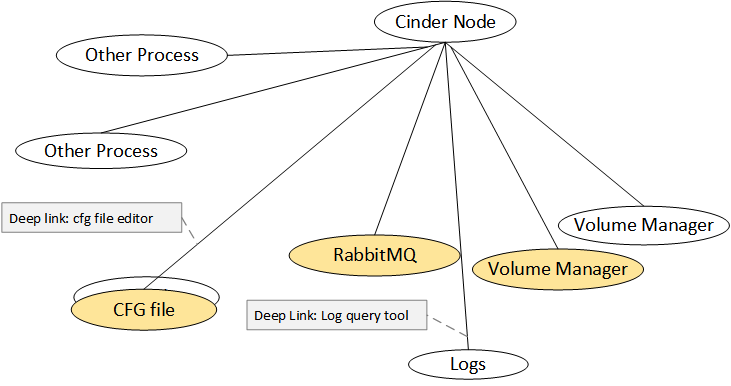 Cinder Node
Other Process
Other Process
Deep link: cfg file editor
Volume Manager
RabbitMQ
Volume Manager
CFG file
Deep Link: Log query tool
Logs